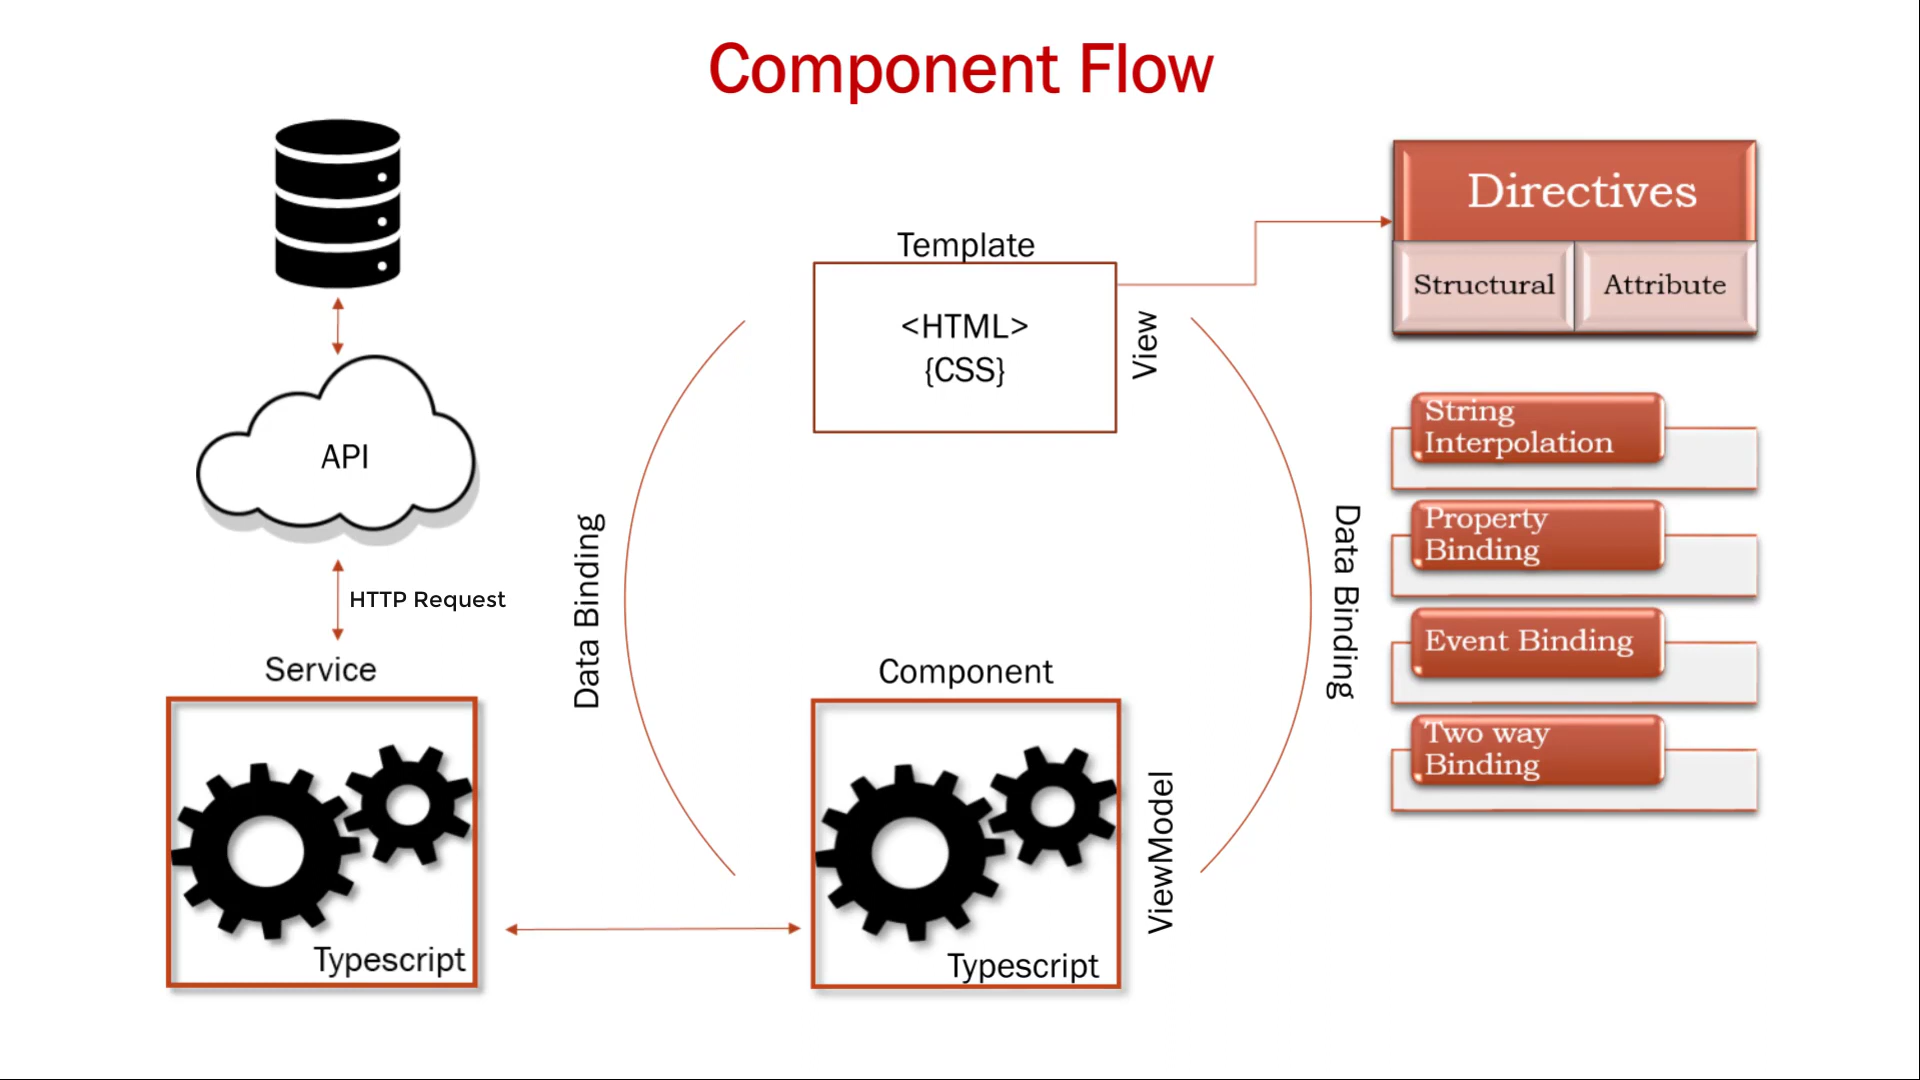 Component Flow
API
HTTP Request
Service
Typescript
Data Binding
Template
<HTML>
{CSS}
View
Component
Typescript
ViewModel
Data Binding
Directives
Structural
Attribute
String
Interpolation
Property
Binding
Event Binding
Two way
Binding